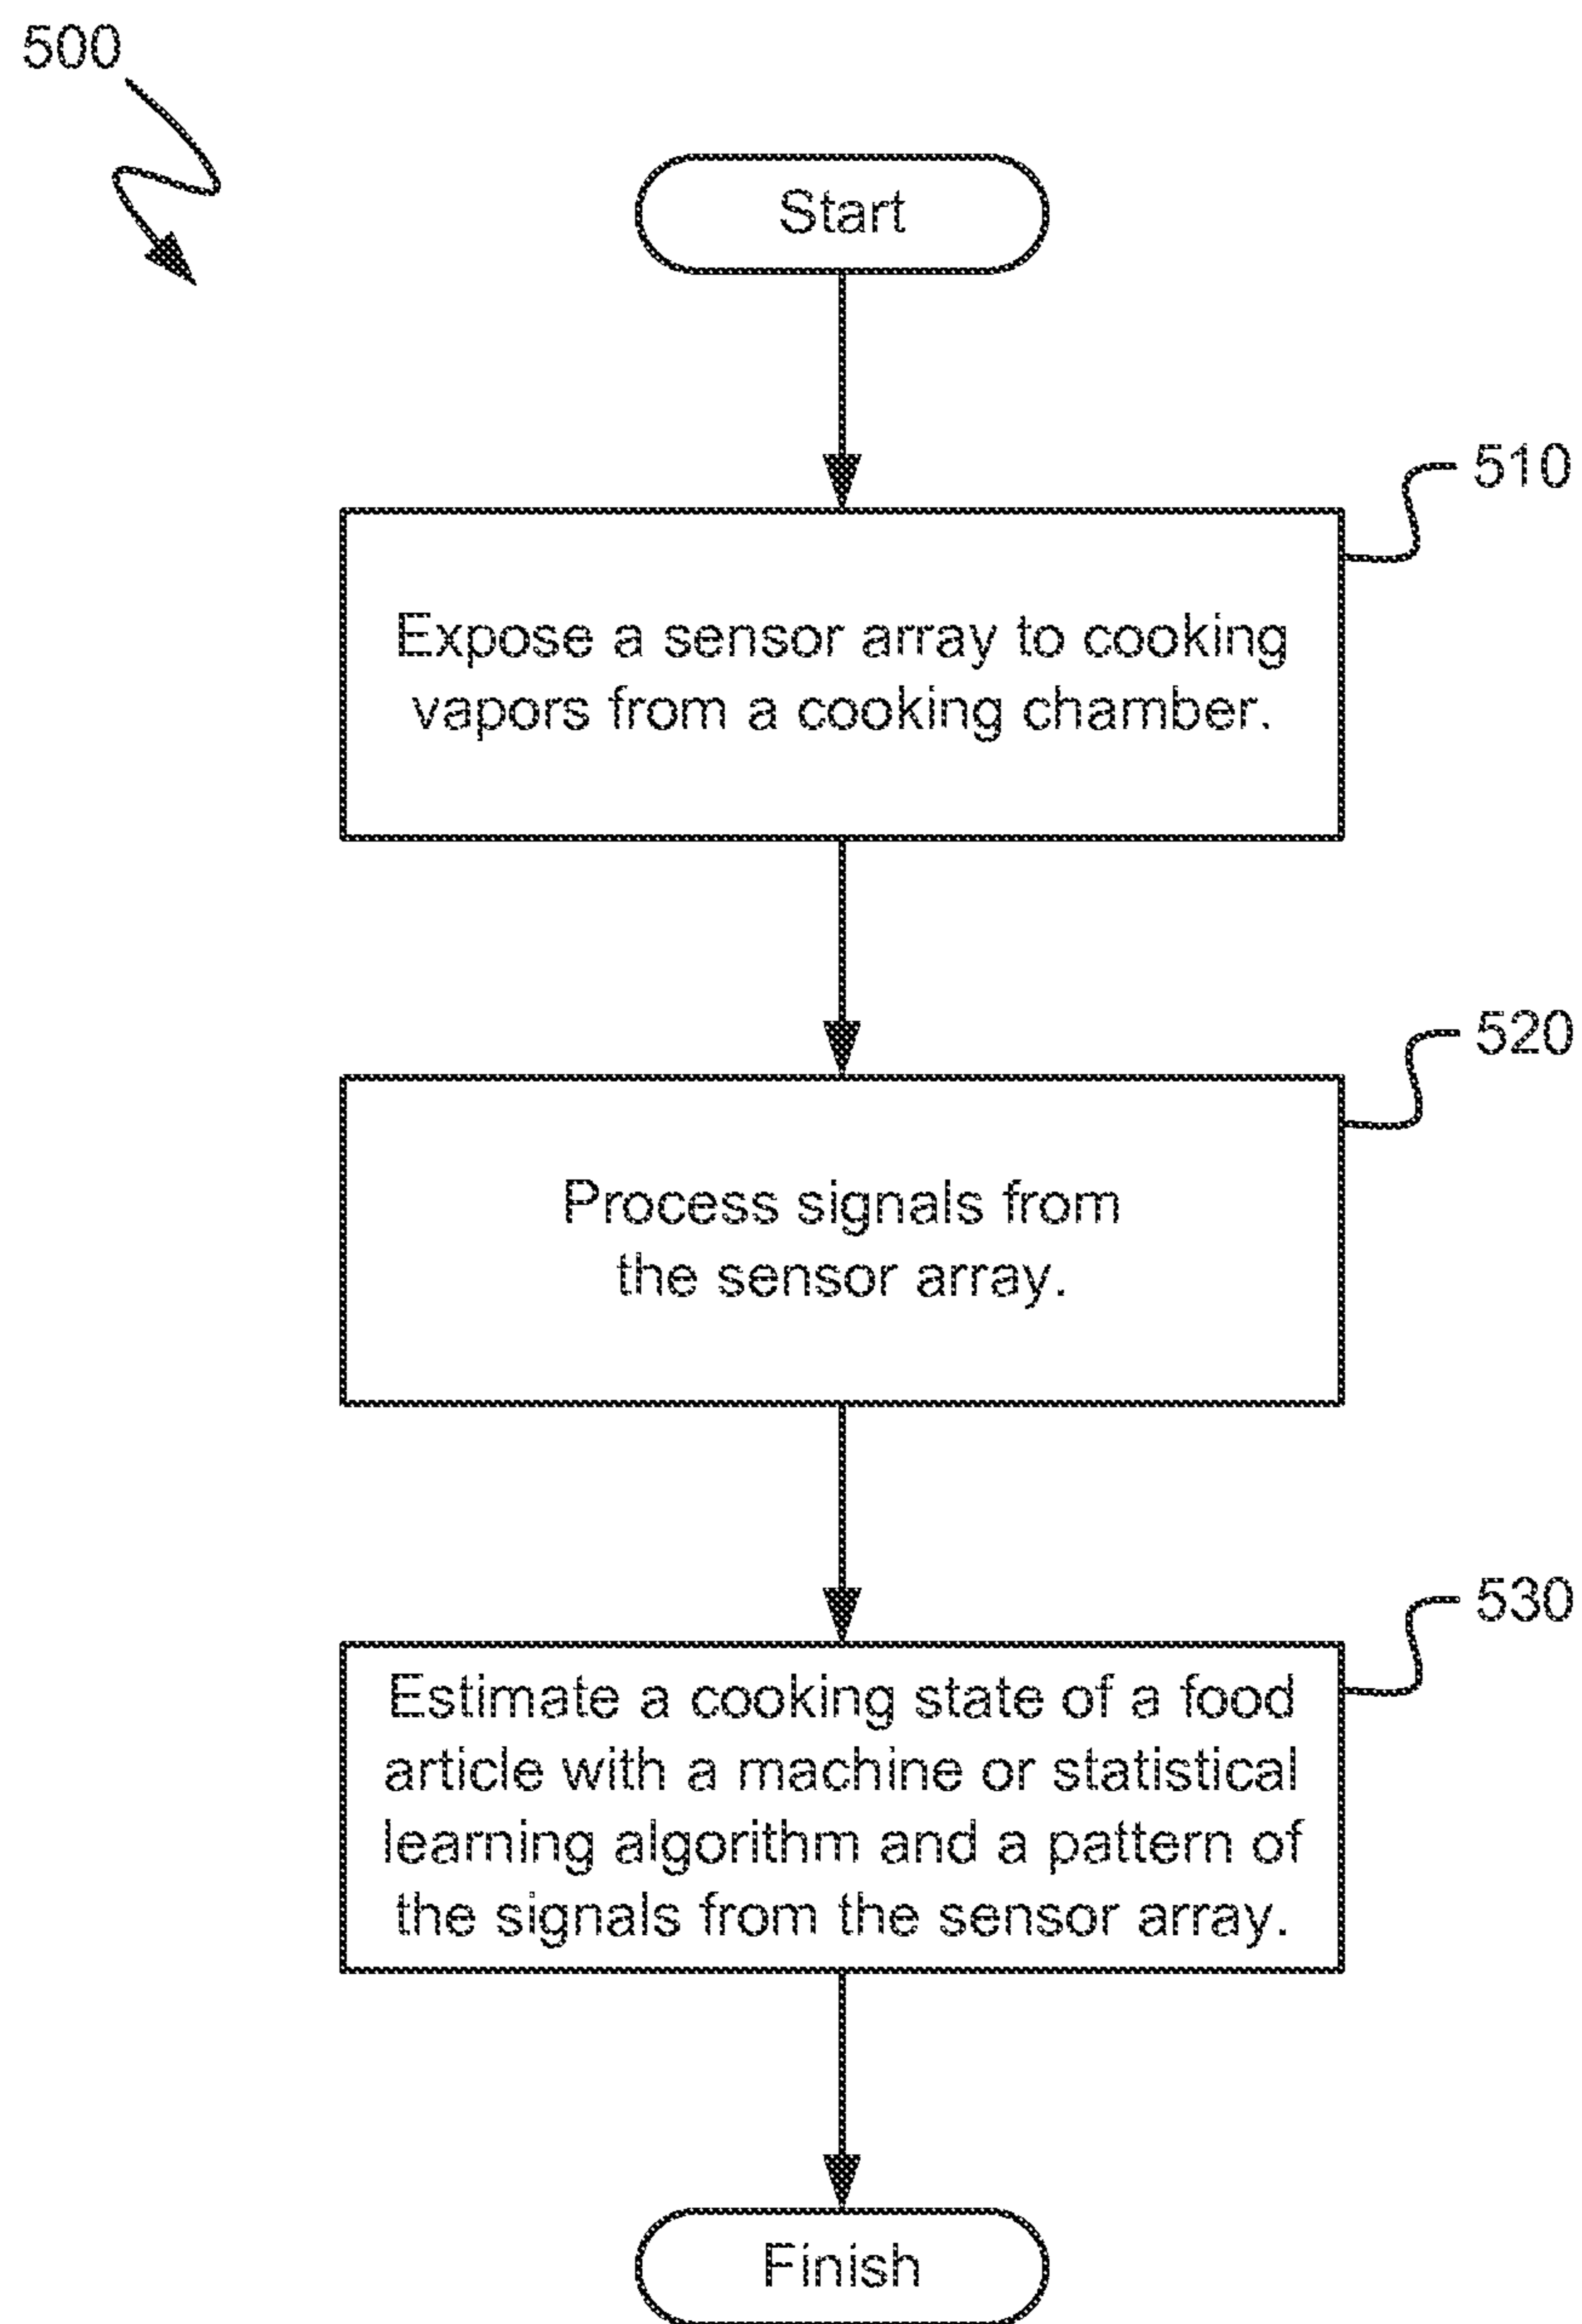 500
Start
510
Expose a sensor array to cooking
vapors from a cooking chamber.
520
Process signals from
the sensor array.
530
Estimate a cooking state of a food
article with a machine or statistical
learning algorithm and a pattern of
the signals from the sensor array.
Finish